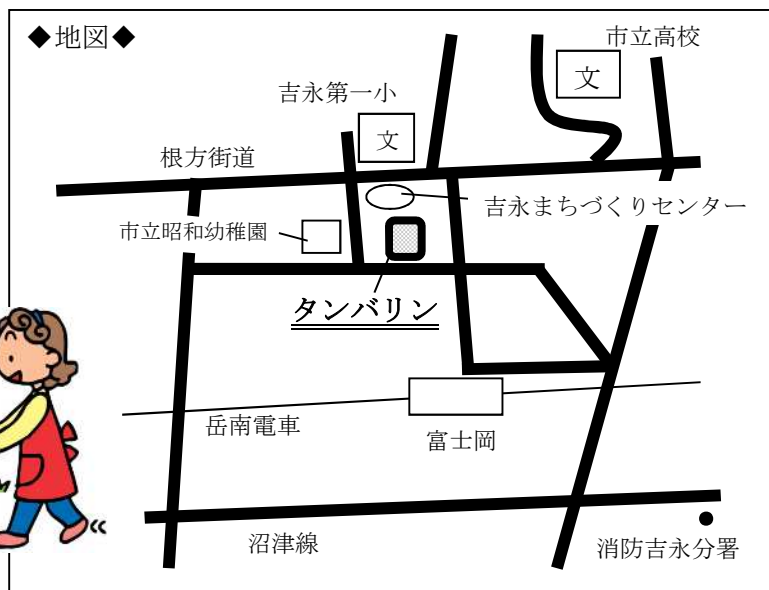 ◆地図◆
市立高校
文
吉永第一小
文
根方街道
吉永まちづくりセンター
市立昭和幼稚園
タンバリン
岳南電車
富士岡
沼津線
消防吉永分署